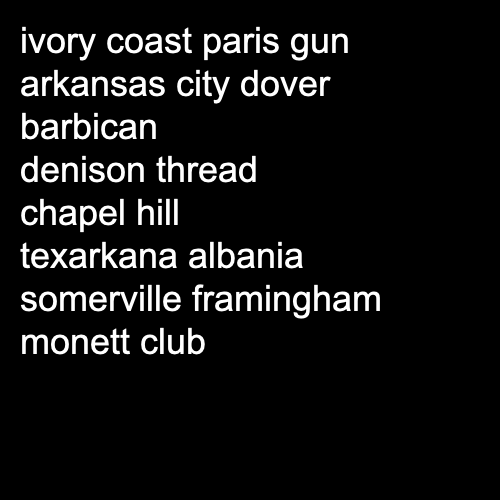 ivory coast paris gun
arkansas city dover
barbican
denison thread
chapel hill
texarkana albania
somerville framingham
monett club